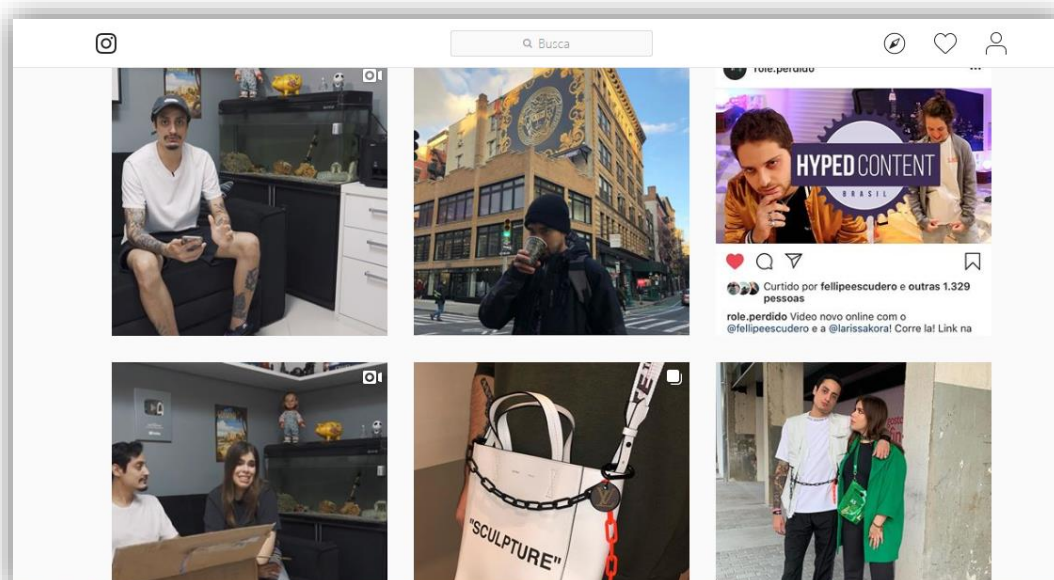 Busca
role.perdido
HYPED CONTENT
BRASIL
Curtido por fellipeescudero e outras 1.329
pessoas
role.perdido Video novo online com o
@fellipeescudero e a @larissakora! Corre la! Link na
"SCULPTURE"